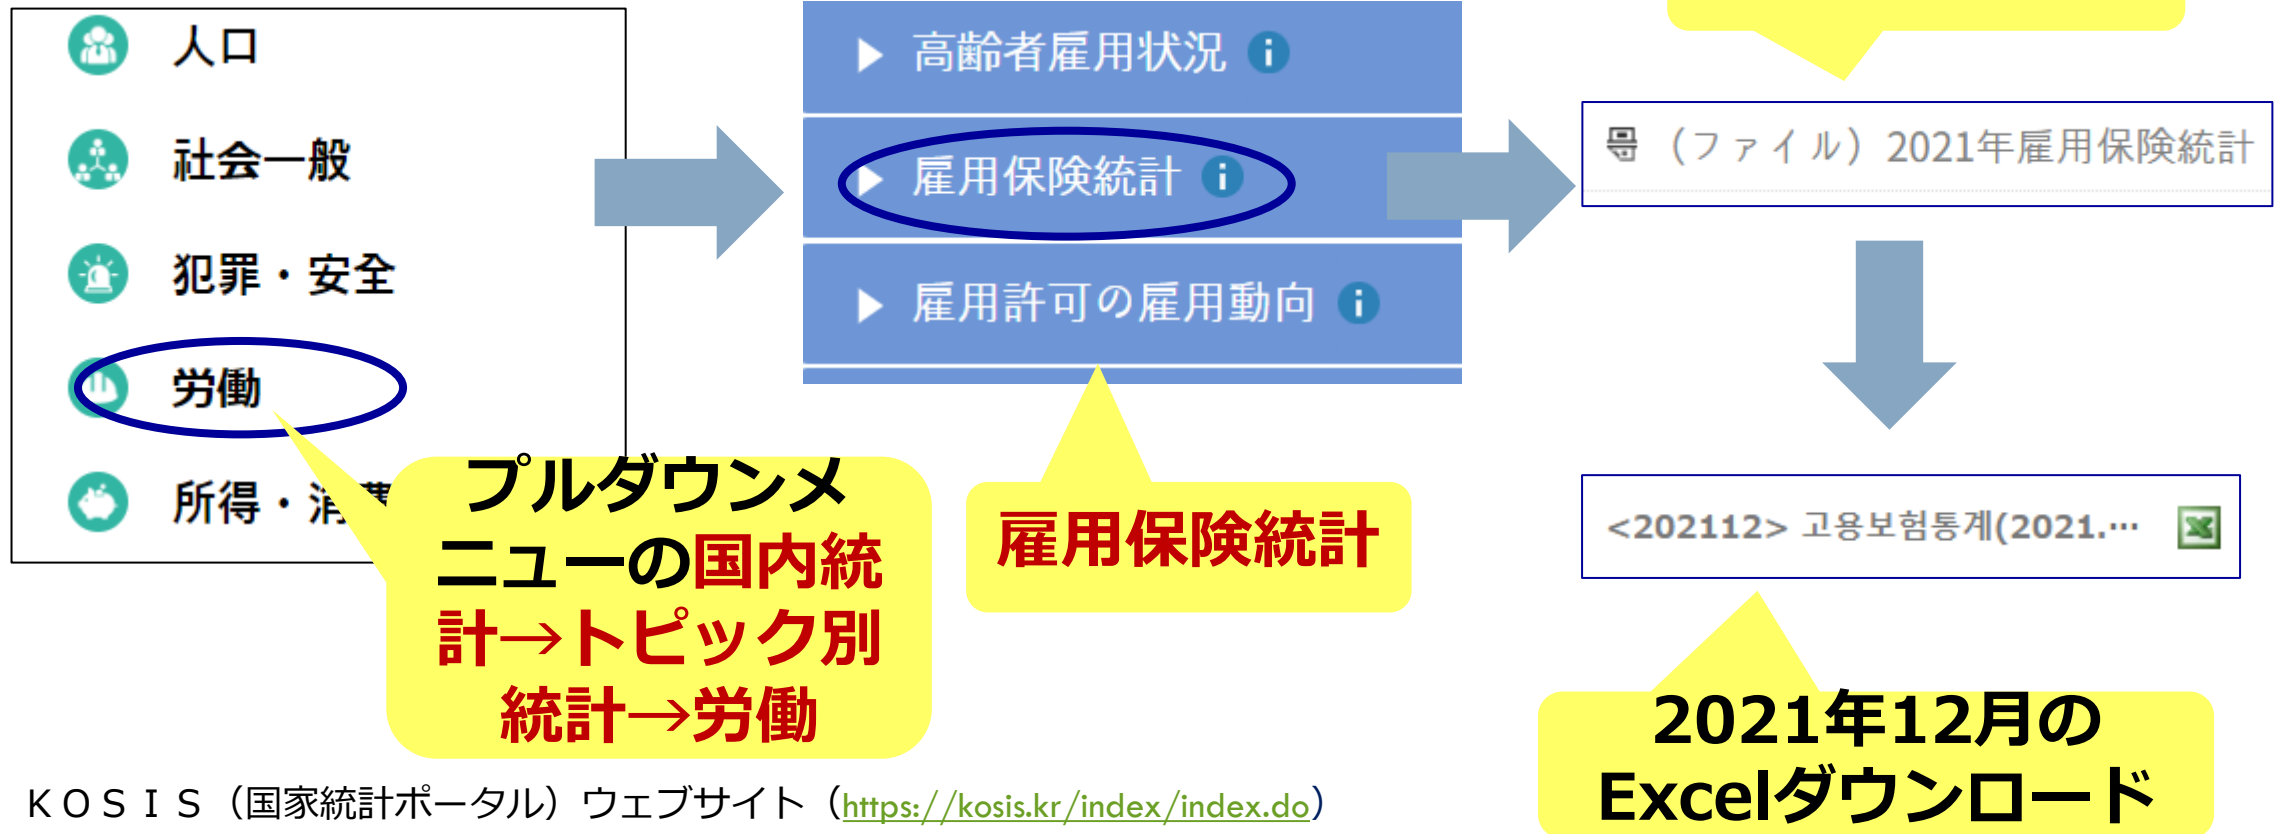 人口
社会一般
犯罪・安全
労働
所得・消費
プルダウンメ
ニューの国内統
計→トピック別
統計→労働
▶ 高齢者雇用状況 i
▶ 雇用保険統計 i
▶ 雇用許可の雇用動向 i
雇用保険統計
（ファイル）2021年雇用保険統計
<202112> 고용보험통계(2021.…
2021年12月の
Excelダウンロード
ＫＯＳＩＳ（国家統計ポータル）ウェブサイト（https://kosis.kr/index/index.do）